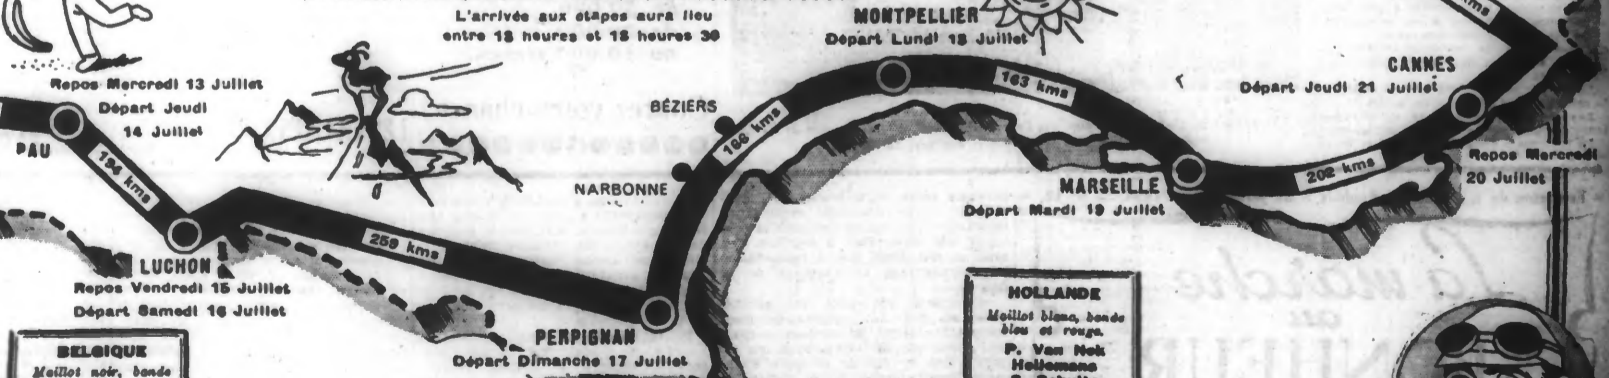 L'arrivée aux étapes aura lieu
entre 18 heures et 18 heures 30
MONTPELLIER
Départ Lundi 18 Juillet
kms
CANNES
Départ Jeudi 21 Juillet
Repos Mercredi 13 Juillet
Départ Jeudi
14 Juillet
PAU
194 kms
BÉZIERS
kms
163 kms
NARBONNE
MARSEILLE
Départ Mardi 19 Juillet
202 kms
Repos Mercredi
20 Juillet
LUCHON
Repos Vendredi 15 Juillet
Départ Samedi 16 Juillet
259 kms
PERPIGNAN
Départ Dimanche 17 Juillet
BELGIQUE
Maillot noir, bande
HOLLANDE
Maillot blanc, bande
bleu et rouge.
P. Van Nek
Hellemans